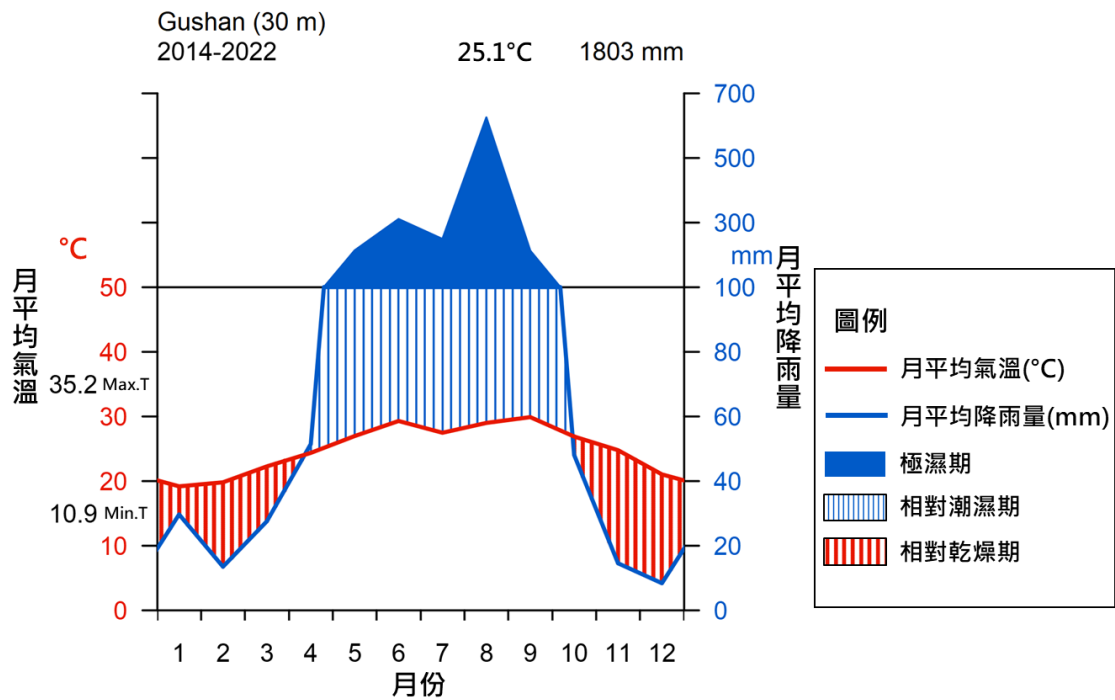 Gushan (30 m)
2014-2022 25.1°C 1803 mm
700
500
300
°C
mm
月平均氣溫
月平均降雨量
50 100
40 80
35.2 Max.T
30 60
20 40
10.9 Min.T
10 20
0 0
1 2 3 4 5 6 7 8 9 10 11 12
月份
圖例
月平均氣溫(°C)
月平均降雨量(mm)
極濕期
相對潮濕期
相對乾燥期